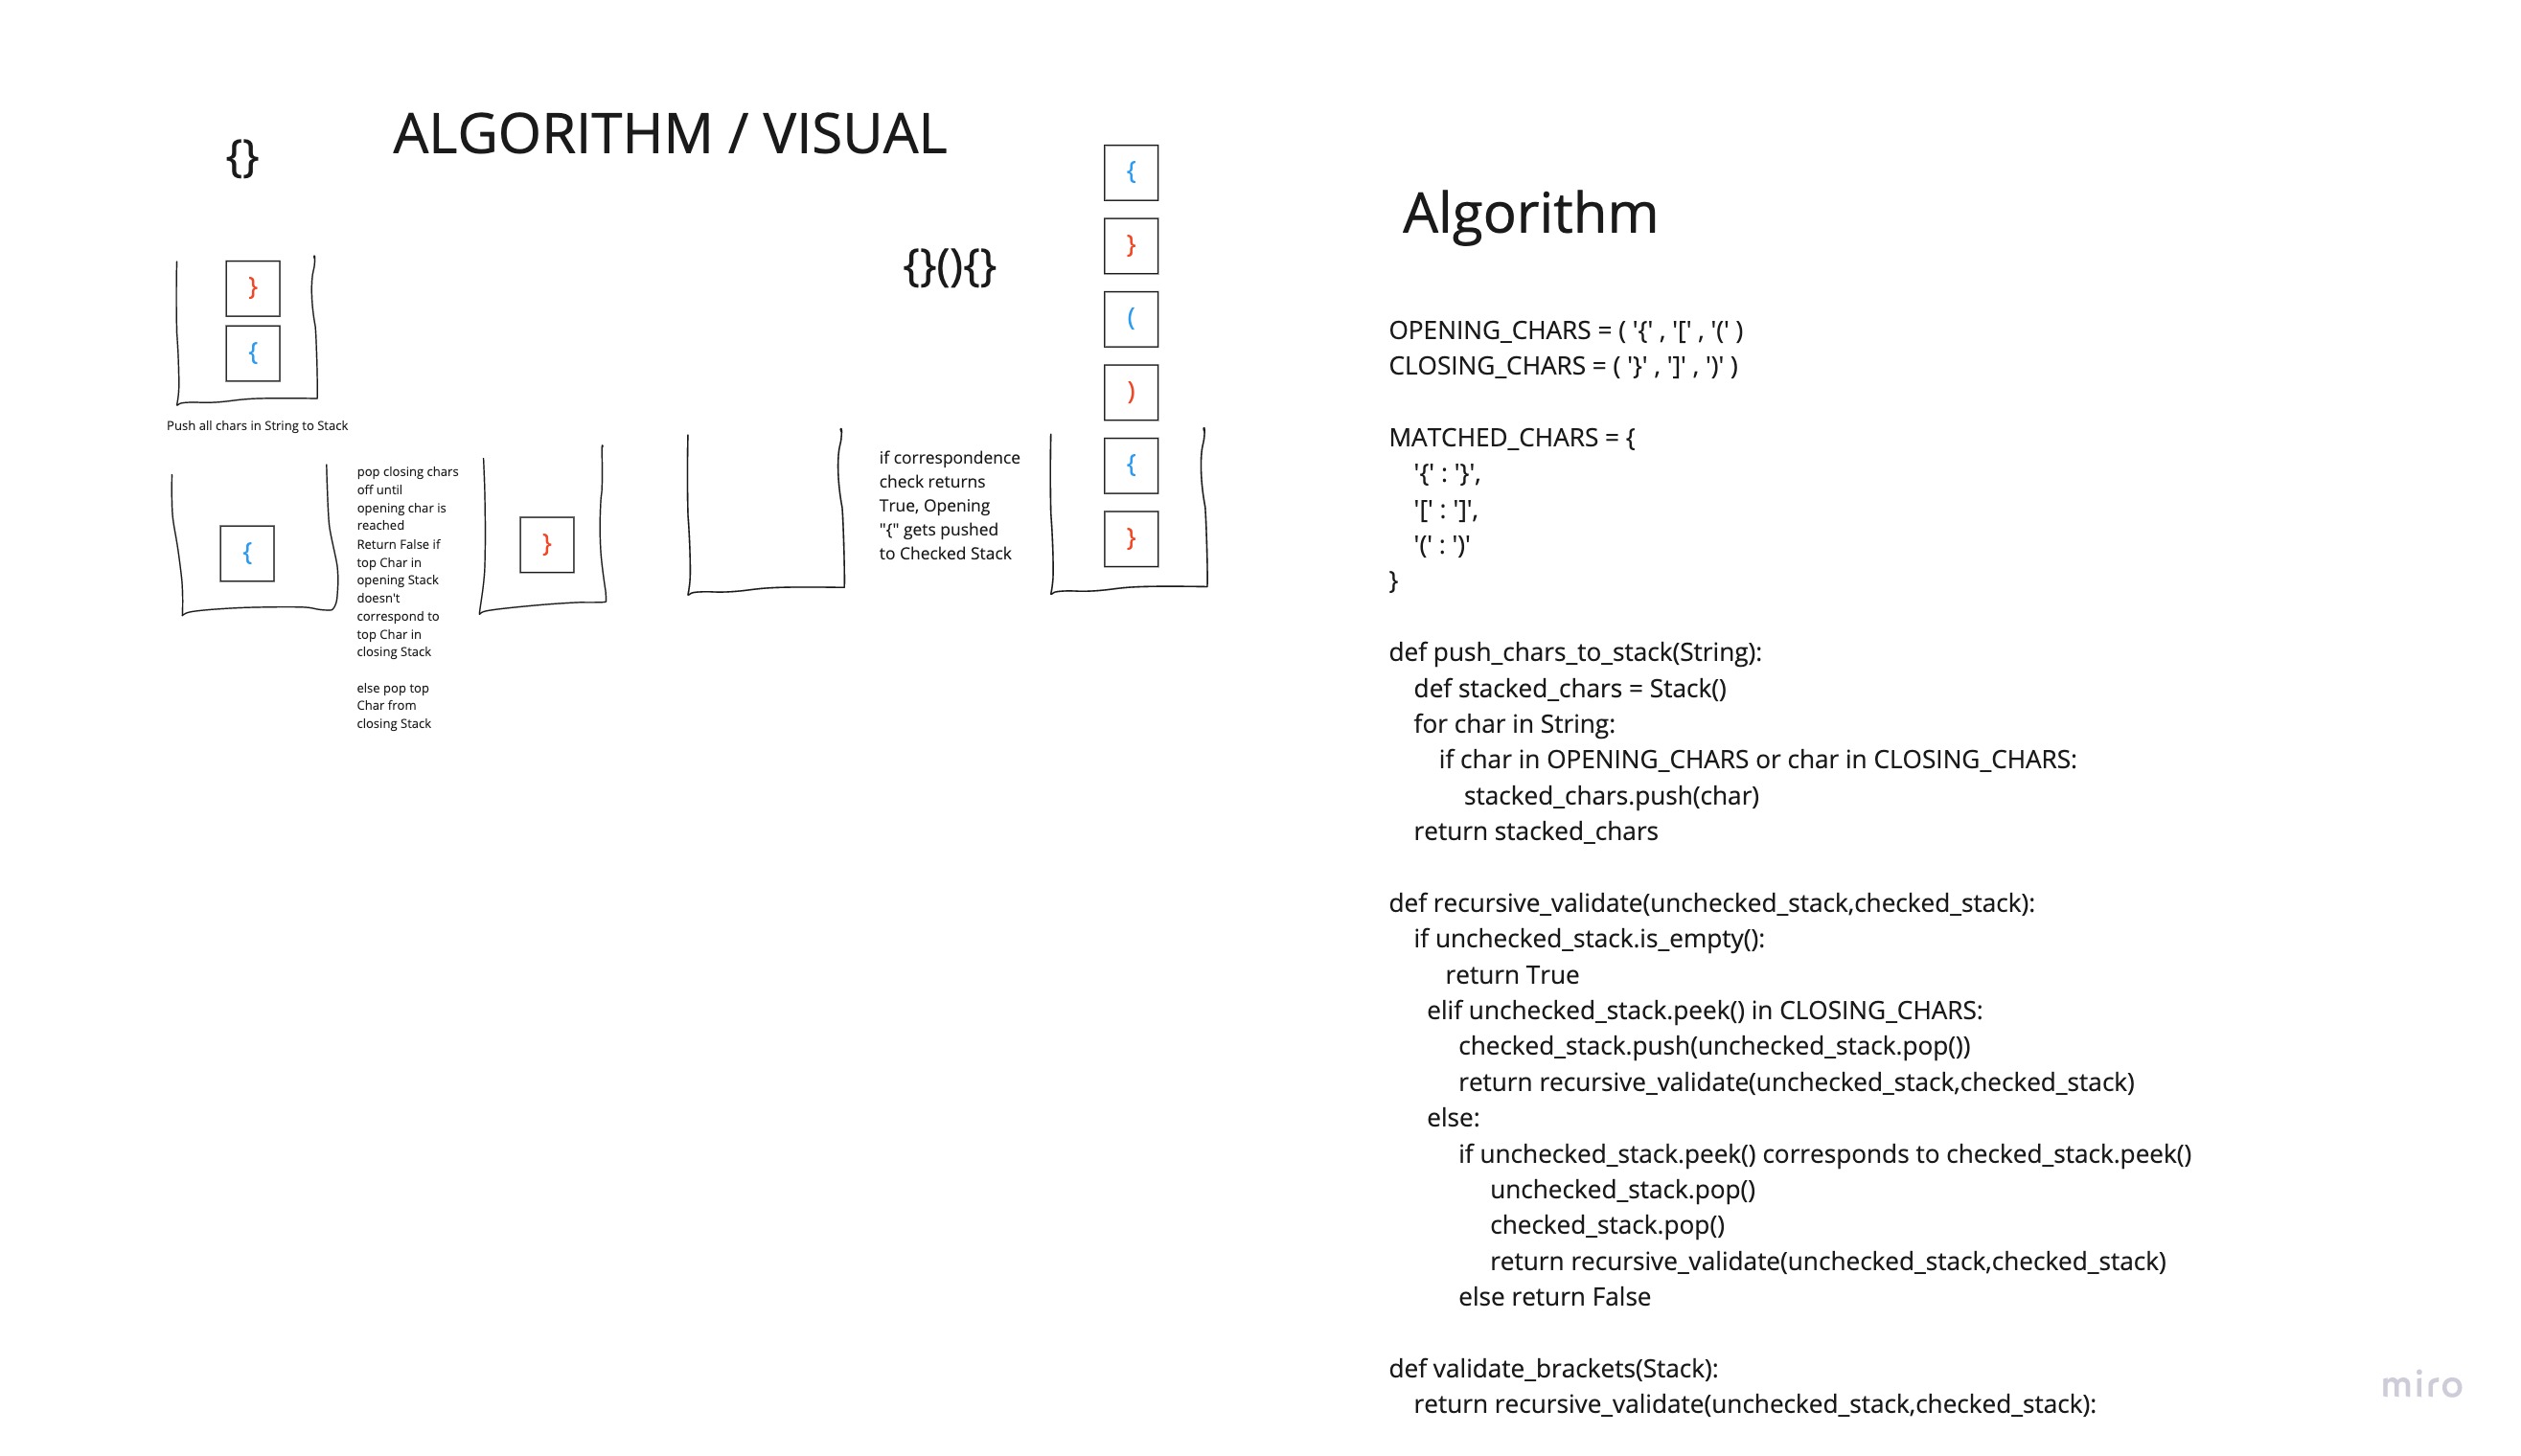 ALGORITHM / VISUAL
{}
}
{
Push all chars in String to Stack
{
pop closing chars
off until
opening char is
reached
Return False if
top Char in
opening Stack
doesn't
correspond to
top Char in
closing Stack
else pop top
Char from
closing Stack
}
{}(){}
if correspondence
check returns
True, Opening
"{" gets pushed
to Checked Stack
{
}
(
)
{
}
Algorithm
OPENING_CHARS = ( '{' , '[' , '(' )
CLOSING_CHARS = ( '}' , ']' , ')' )
MATCHED_CHARS = {
'{' : '}',
'[' : ']',
'(' : ')'
}
def push_chars_to_stack(String):
def stacked_chars = Stack()
for char in String:
if char in OPENING_CHARS or char in CLOSING_CHARS:
stacked_chars.push(char)
return stacked_chars
def recursive_validate(unchecked_stack,checked_stack):
if unchecked_stack.is_empty():
return True
elif unchecked_stack.peek() in CLOSING_CHARS:
checked_stack.push(unchecked_stack.pop())
return recursive_validate(unchecked_stack,checked_stack)
else:
if unchecked_stack.peek() corresponds to checked_stack.peek()
unchecked_stack.pop()
checked_stack.pop()
return recursive_validate(unchecked_stack,checked_stack)
else return False
def validate_brackets(Stack):
return recursive_validate(unchecked_stack,checked_stack):
miro